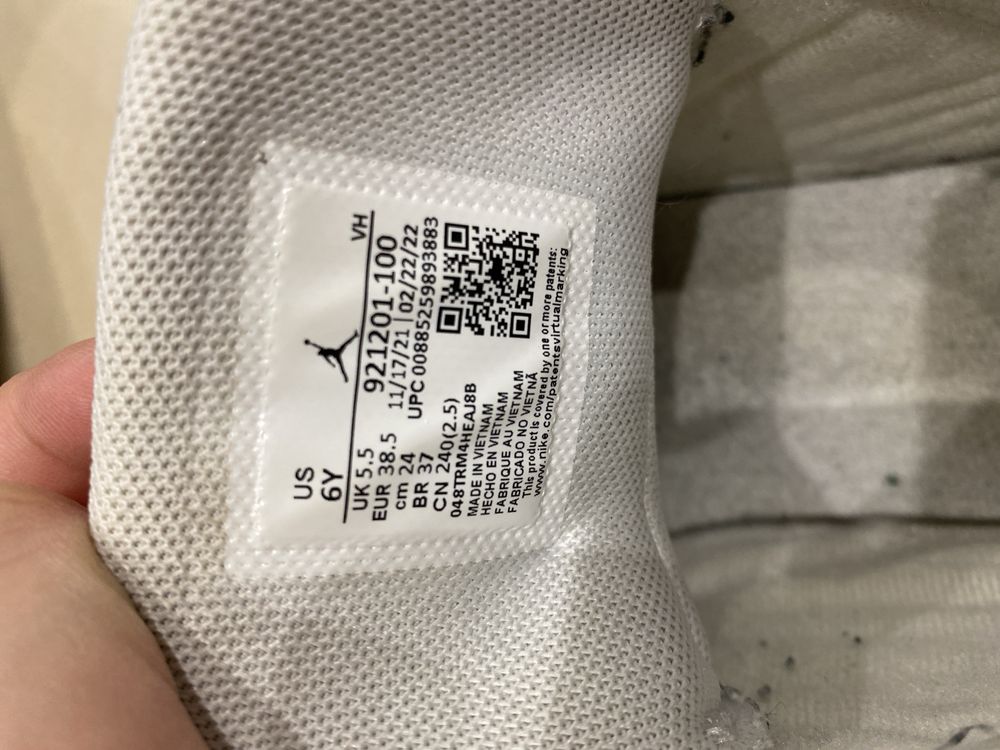 US
6Y
VH
UK 5.5
EUR 38.5
cm 24
BR 37
CN 240(2.5)
921201-100
11/17/21 | 02/22/22
UPC 00885259893883
048TRM4HEAJ8B
MADE IN VIETNAM
HECHO EN VIETNAM
FABRIQUE AU VIETNAM
FABRICADO NO VIETNÃ
This product is covered by one or more patents:
www.nike.com/patentsvirtualmarking